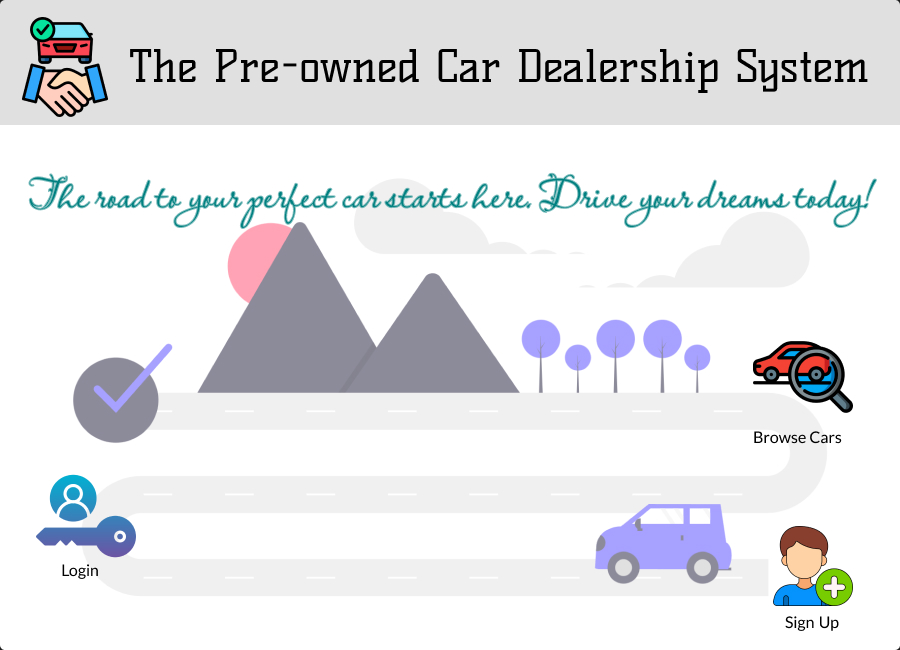 The Pre-owned Car Dealership System
The road to your perfect car starts here. Drive your dreams today!
Browse Cars
Login
Sign Up